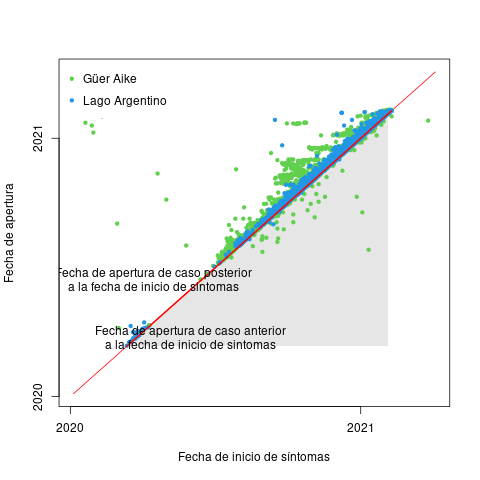 Güer Aike
Lago Argentino
2021
Fecha de apertura
Fecha de apertura de caso posterior
a la fecha de inicio de síntomas
Fecha de apertura de caso anterior
a la fecha de inicio de síntomas
2020
2020
2021
Fecha de inicio de síntomas